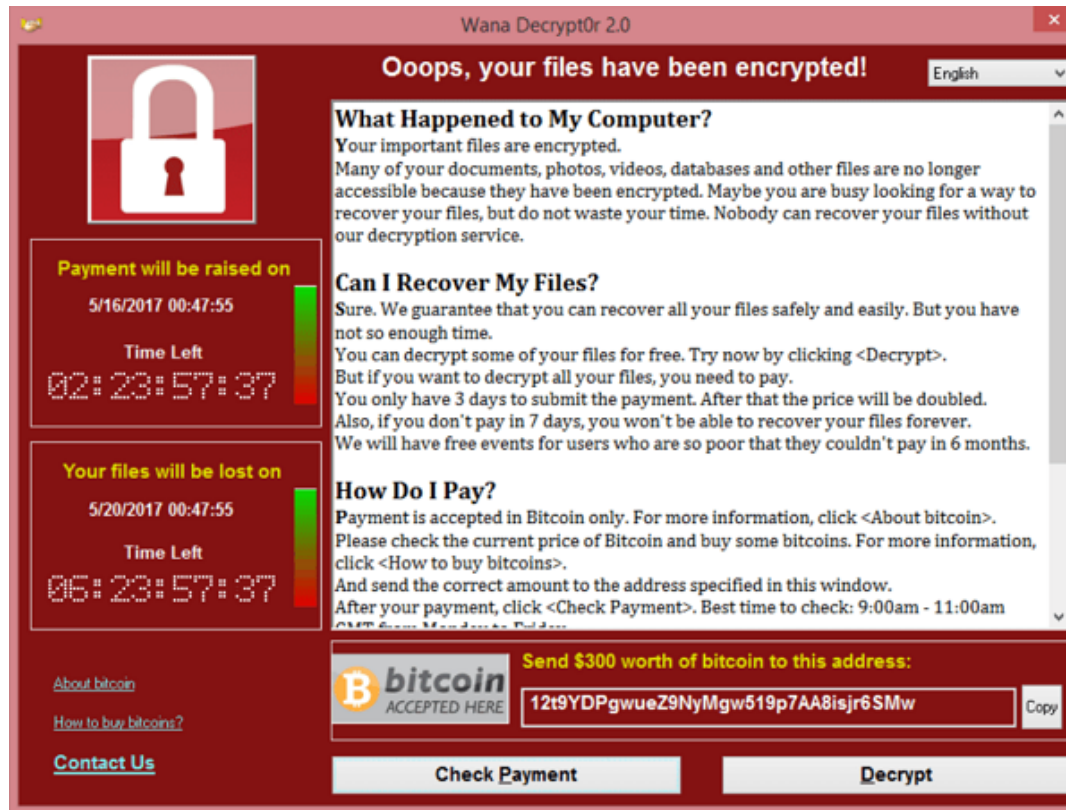 Wana Decrypt0r 2.0
Ooops, your files have been encrypted!
English
What Happened to My Computer?
Your important files are encrypted.
Many of your documents, photos, videos, databases and other files are no longer
accessible because they have been encrypted. Maybe you are busy looking for a way to
recover your files, but do not waste your time. Nobody can recover your files without
our decryption service.
Can I Recover My Files?
Sure. We guarantee that you can recover all your files safely and easily. But you have
not so enough time.
You can decrypt some of your files for free. Try now by clicking <Decrypt>.
But if you want to decrypt all your files, you need to pay.
You only have 3 days to submit the payment. After that the price will be doubled.
Also, if you don't pay in 7 days, you won't be able to recover your files forever.
We will have free events for users who are so poor that they couldn't pay in 6 months.
How Do I Pay?
Payment is accepted in Bitcoin only. For more information, click <About bitcoin>.
Please check the current price of Bitcoin and buy some bitcoins. For more information,
click <How to buy bitcoins>.
And send the correct amount to the address specified in this window.
After your payment, click <Check Payment>. Best time to check: 9:00am - 11:00am
GMT from Monday to Friday
Payment will be raised on
5/16/2017 00:47:55
Time Left
02:23:57:37
Your files will be lost on
5/20/2017 00:47:55
Time Left
06:23:57:37
About bitcoin
How to buy bitcoins?
Contact Us
bitcoin
ACCEPTED HERE
Send $300 worth of bitcoin to this address:
12t9YDPgwueZ9NyMgw519p7AA8isjr6SMw
Copy
Check Payment
Decrypt